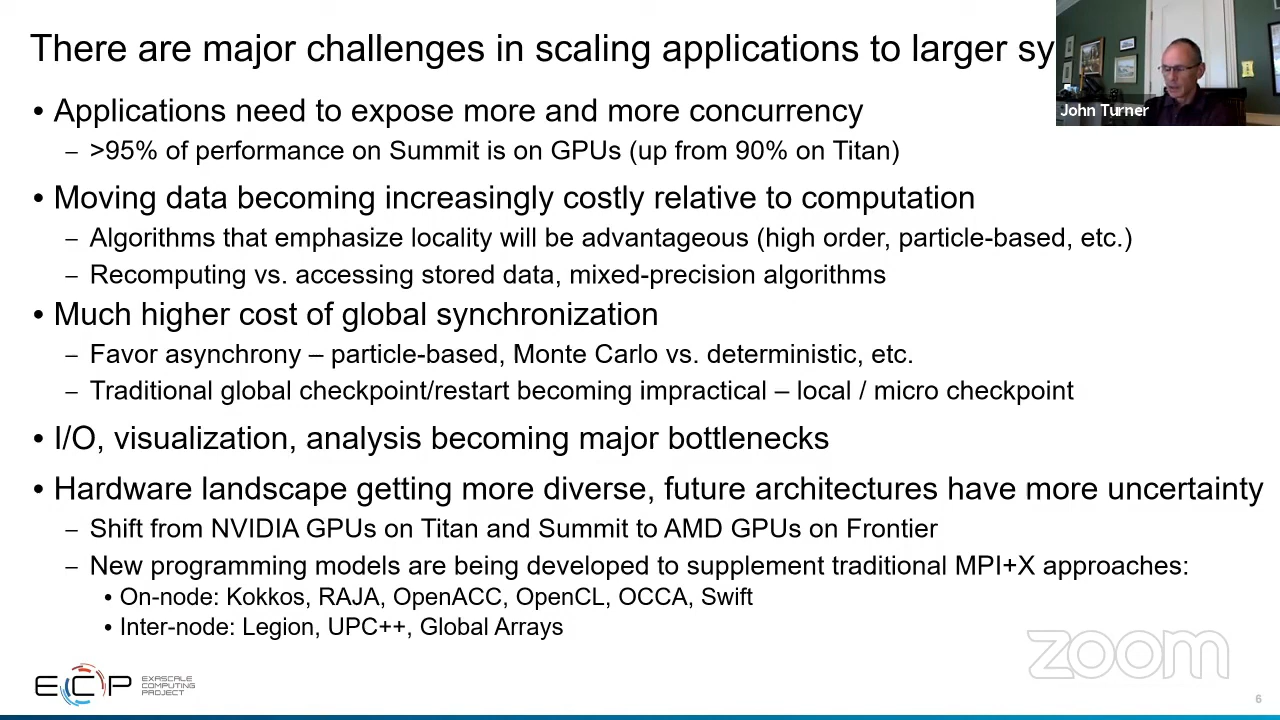 There are major challenges in scaling applications to larger sy
John Turner
• Applications need to expose more and more concurrency
– >95% of performance on Summit is on GPUs (up from 90% on Titan)
• Moving data becoming increasingly costly relative to computation
– Algorithms that emphasize locality will be advantageous (high order, particle-based, etc.)
– Recomputing vs. accessing stored data, mixed-precision algorithms
• Much higher cost of global synchronization
– Favor asynchrony – particle-based, Monte Carlo vs. deterministic, etc.
– Traditional global checkpoint/restart becoming impractical – local / micro checkpoint
• I/O, visualization, analysis becoming major bottlenecks
• Hardware landscape getting more diverse, future architectures have more uncertainty
– Shift from NVIDIA GPUs on Titan and Summit to AMD GPUs on Frontier
– New programming models are being developed to supplement traditional MPI+X approaches:
• On-node: Kokkos, RAJA, OpenACC, OpenCL, OCCA, Swift
• Inter-node: Legion, UPC++, Global Arrays
zoom
ECP
EXASCALE
COMPUTING
PROJECT
6